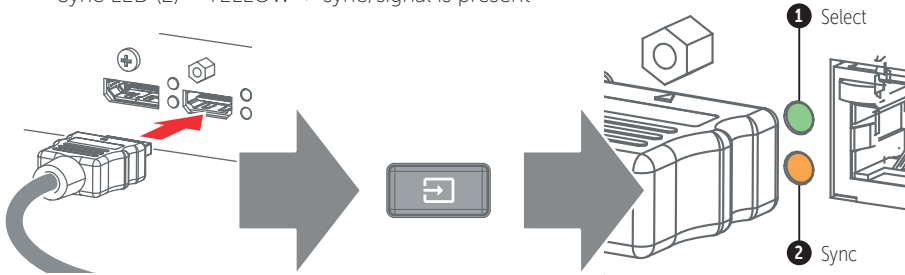 Sync LED (2) = YELLOW → sync/signal is present
1 Select
2 Sync